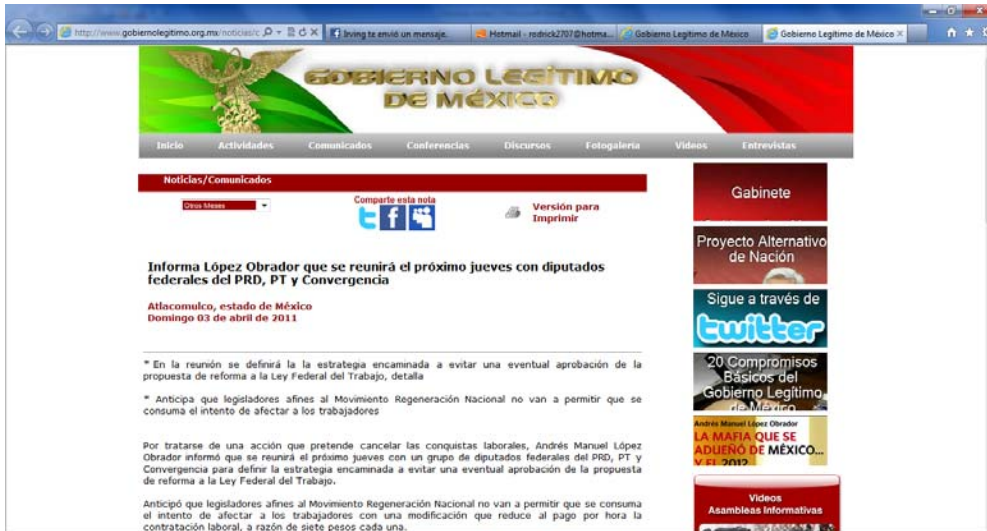 http://www.gobiernolegitimo.org.mx/noticias/c
Irving te envió un mensaje.
Hotmail - rodrick2707@hotma...
Gobierno Legítimo de México
Gobierno Legítimo de México
GOBIERNO LEGÍTIMO
DE MÉXICO
Inicio Actividades Comunicados Conferencias Discursos Fotogalería Videos Entrevistas
Noticias/Comunicados
Otros Meses
Comparte esta nota
Versión para
Imprimir
Informa López Obrador que se reunirá el próximo jueves con diputados
federales del PRD, PT y Convergencia
Atlacomulco, estado de México
Domingo 03 de abril de 2011
* En la reunión se definirá la la estrategia encaminada a evitar una eventual aprobación de la
propuesta de reforma a la Ley Federal del Trabajo, detalla
* Anticipa que legisladores afines al Movimiento Regeneración Nacional no van a permitir que se
consuma el intento de afectar a los trabajadores
Por tratarse de una acción que pretende cancelar las conquistas laborales, Andrés Manuel López
Obrador informó que se reunirá el próximo jueves con un grupo de diputados federales del PRD, PT y
Convergencia para definir la estrategia encaminada a evitar una eventual aprobación de la propuesta
de reforma a la Ley Federal del Trabajo.
Anticipó que legisladores afines al Movimiento Regeneración Nacional no van a permitir que se consuma
el intento de afectar a los trabajadores con una modificación que reduce al pago por hora la
contratación laboral, a razón de siete pesos cada una.
Gabinete
Proyecto Alternativo
de Nación
Sigue a través de
twitter
20 Compromisos
Básicos del
Gobierno Legítimo
de México
Andrés Manuel López Obrador
LA MAFIA QUE SE
ADUEÑÓ DE MÉXICO...
Y EL 2012
Videos
Asambleas Informativas